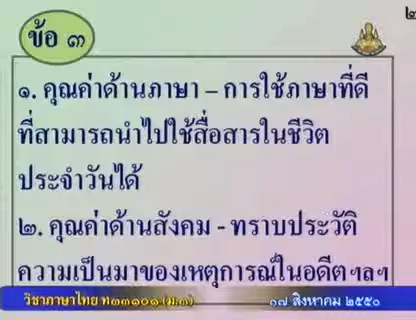 ๒
ข้อ ๓
๑. คุณค่าด้านภาษา – การใช้ภาษาที่ดี
ที่สามารถนำไปใช้สื่อสารในชีวิต
ประจำวันได้
๒. คุณค่าด้านสังคม - ทราบประวัติ
ความเป็นมาของเหตุการณ์ในอดีต ฯลฯ
วิชาภาษาไทย ท๓๓๑๐๑ (ม.๓) ๑๗ สิงหาคม ๒๕๕๐